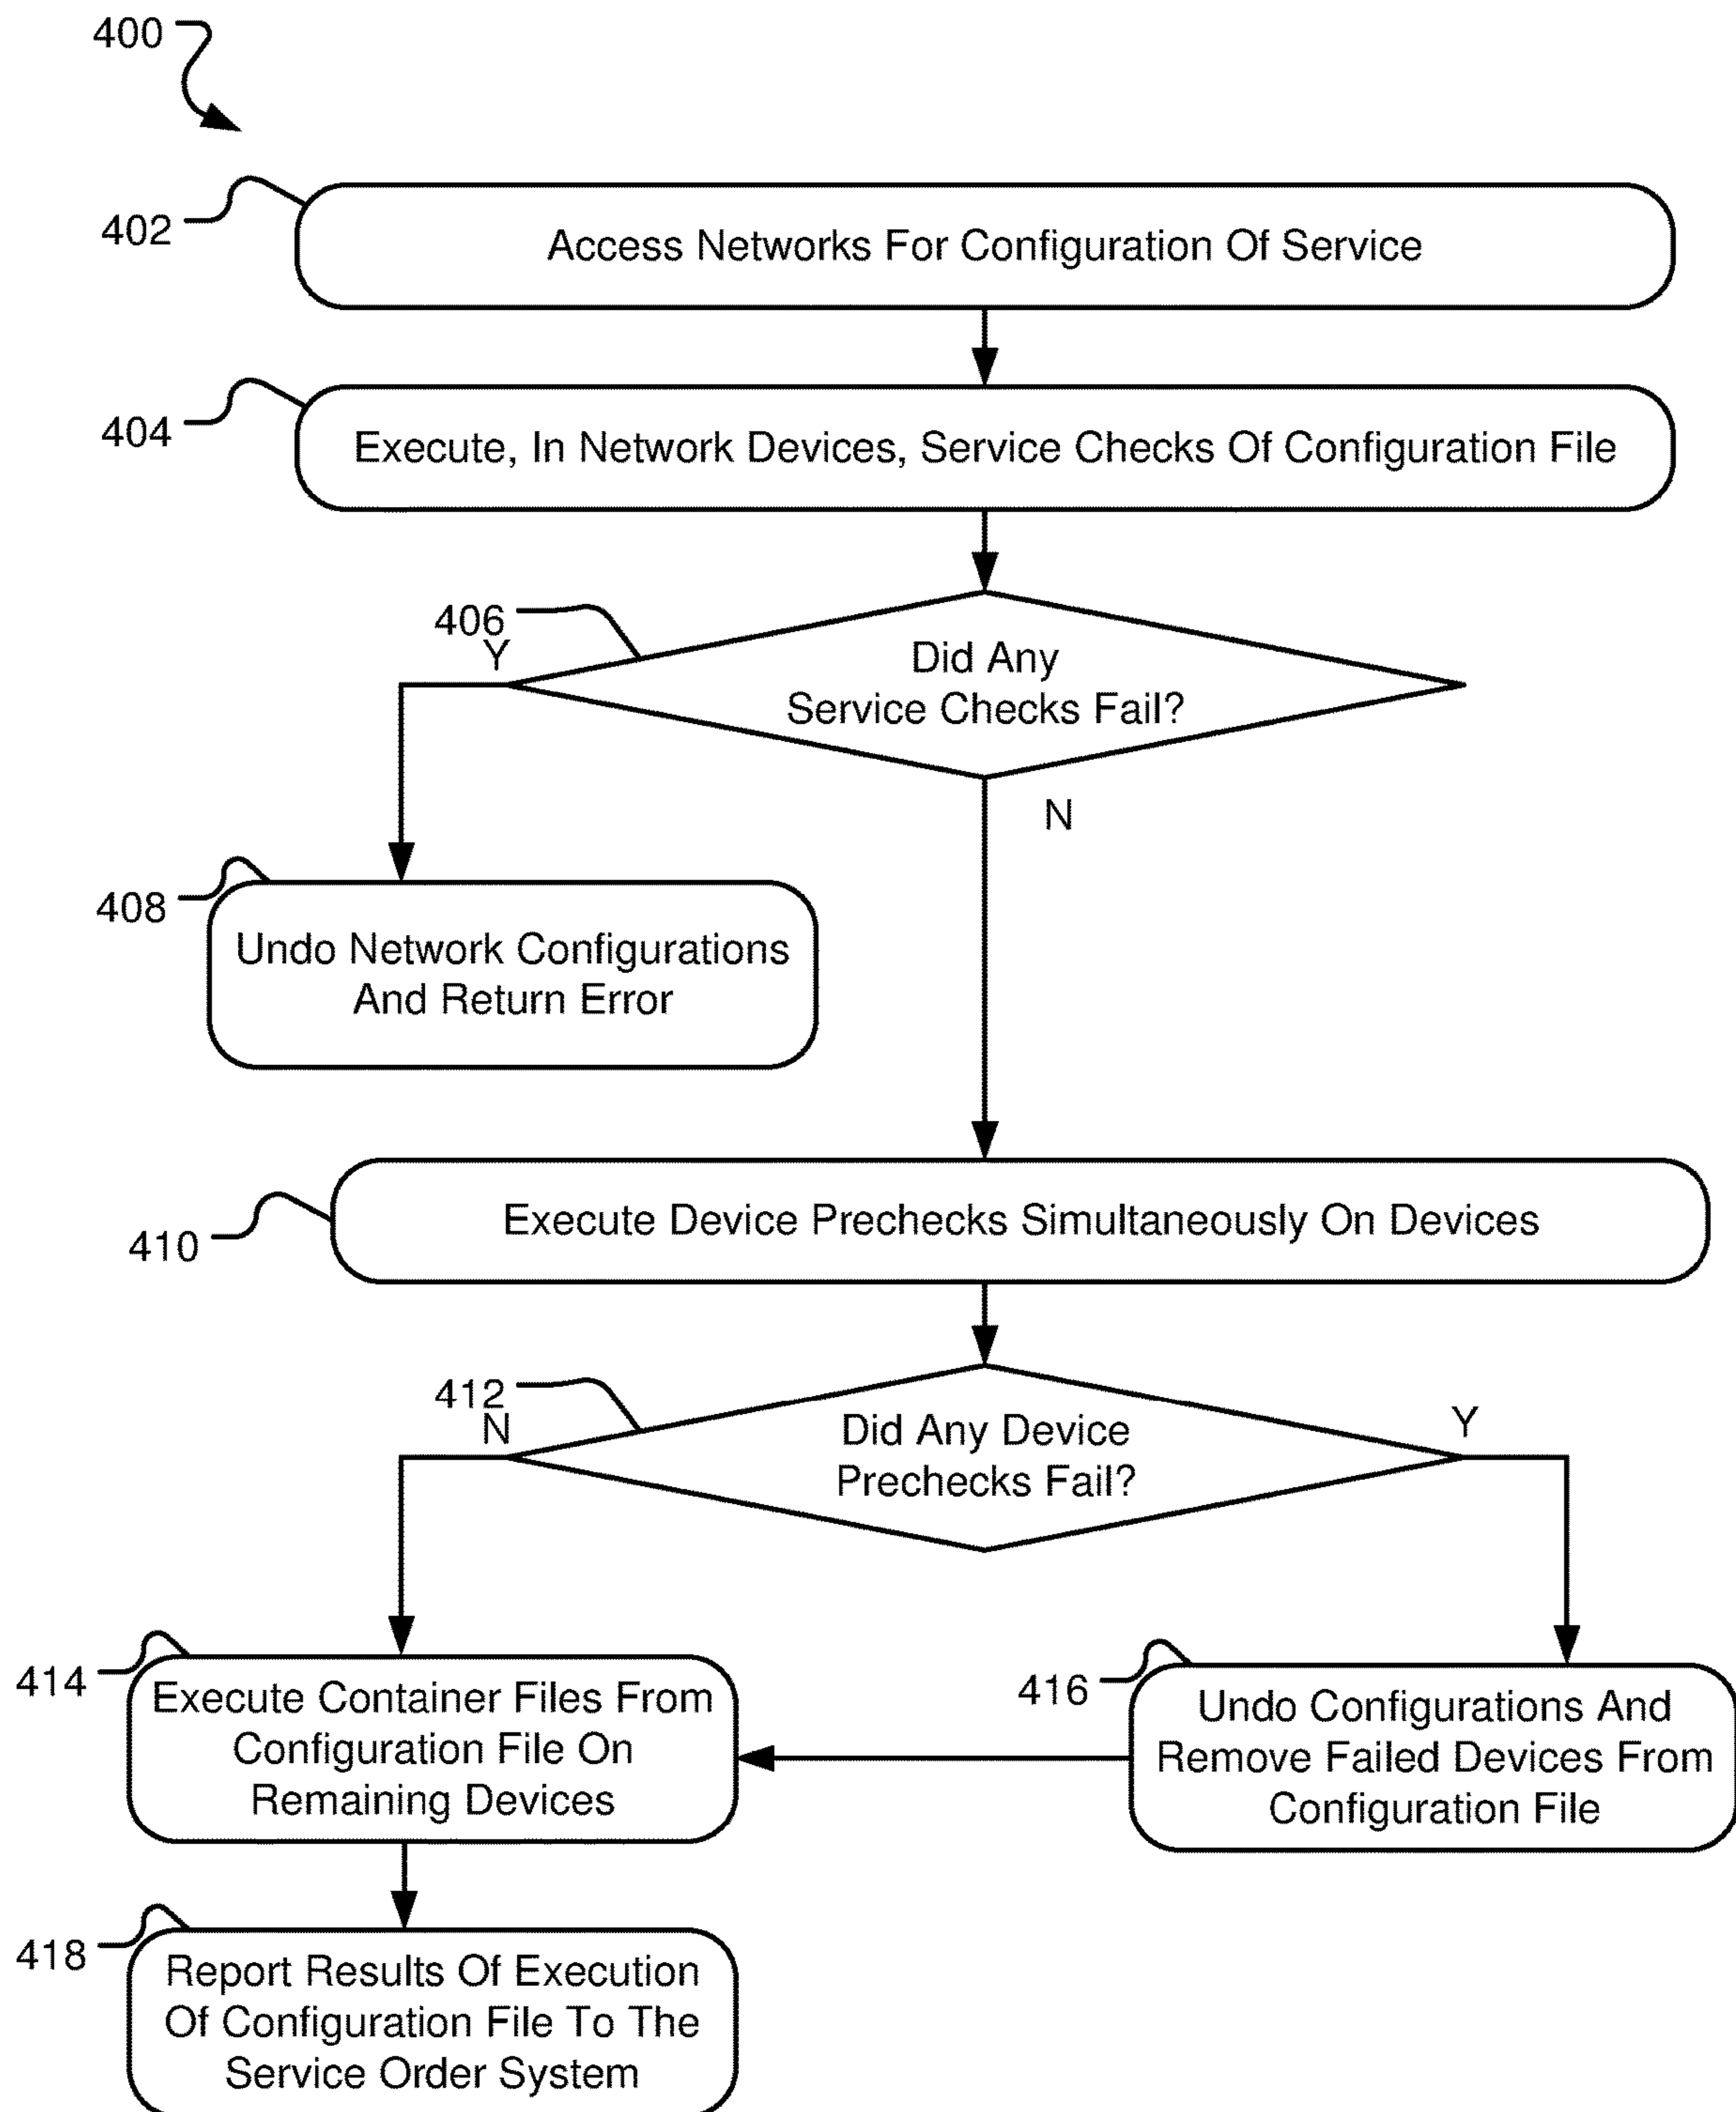 400
402
Access Networks For Configuration Of Service
404
Execute, In Network Devices, Service Checks Of Configuration File
406
Y
Did Any
Service Checks Fail?
N
408
Undo Network Configurations
And Return Error
410
Execute Device Prechecks Simultaneously On Devices
412
N
Did Any Device
Prechecks Fail?
Y
414
Execute Container Files From
Configuration File On
Remaining Devices
416
Undo Configurations And
Remove Failed Devices From
Configuration File
418
Report Results Of Execution
Of Configuration File To The
Service Order System